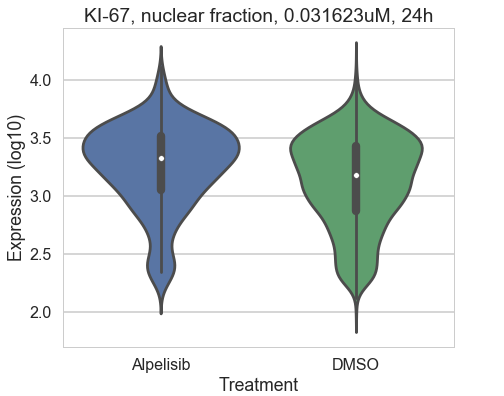 KI-67, nuclear fraction, 0.031623uM, 24h
Expression (log10)
4.0
3.5
3.0
2.5
2.0
Alpelisib DMSO
Treatment